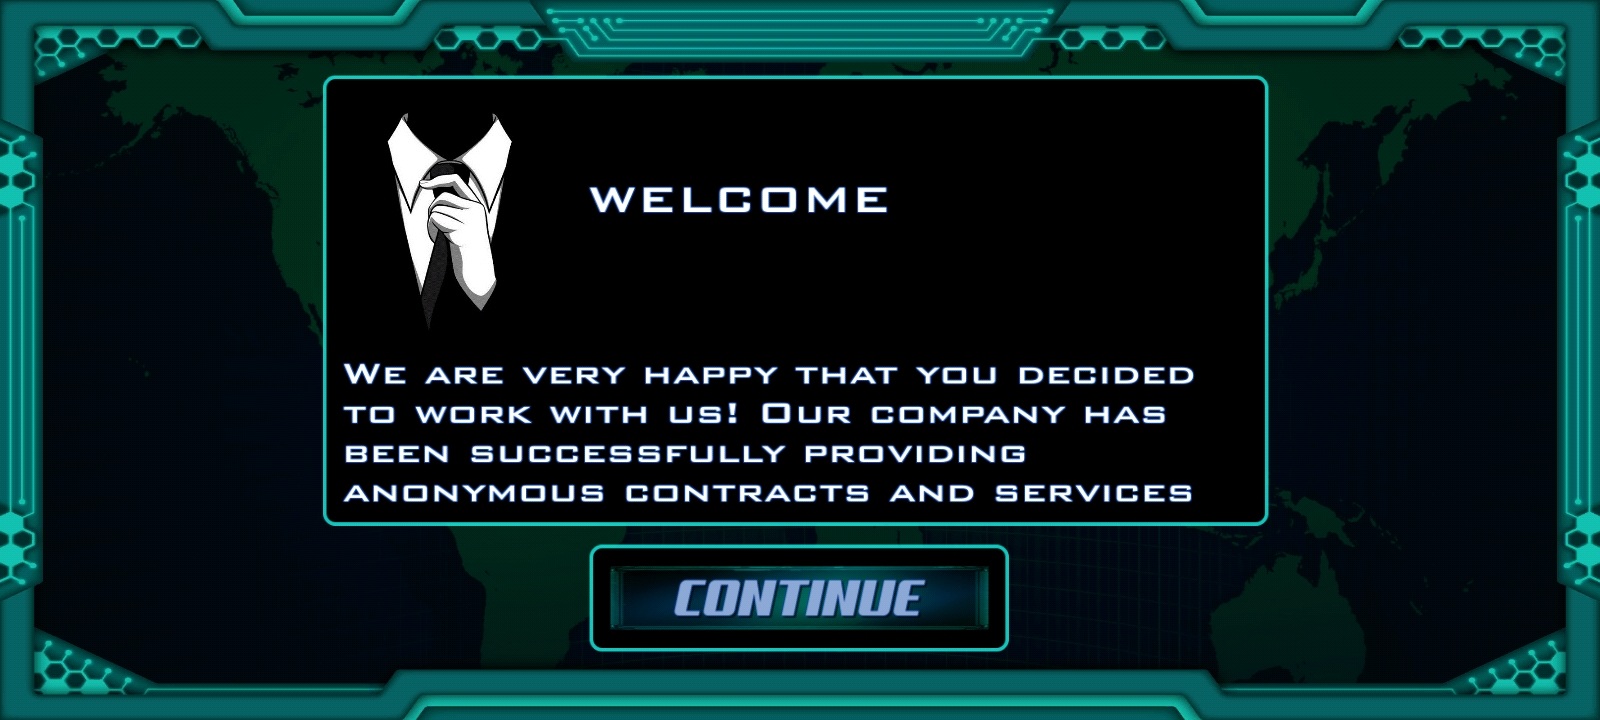 WELCOME
WE ARE VERY HAPPY THAT YOU DECIDED
TO WORK WITH US! OUR COMPANY HAS
BEEN SUCCESSFULLY PROVIDING
ANONYMOUS CONTRACTS AND SERVICES
CONTINUE